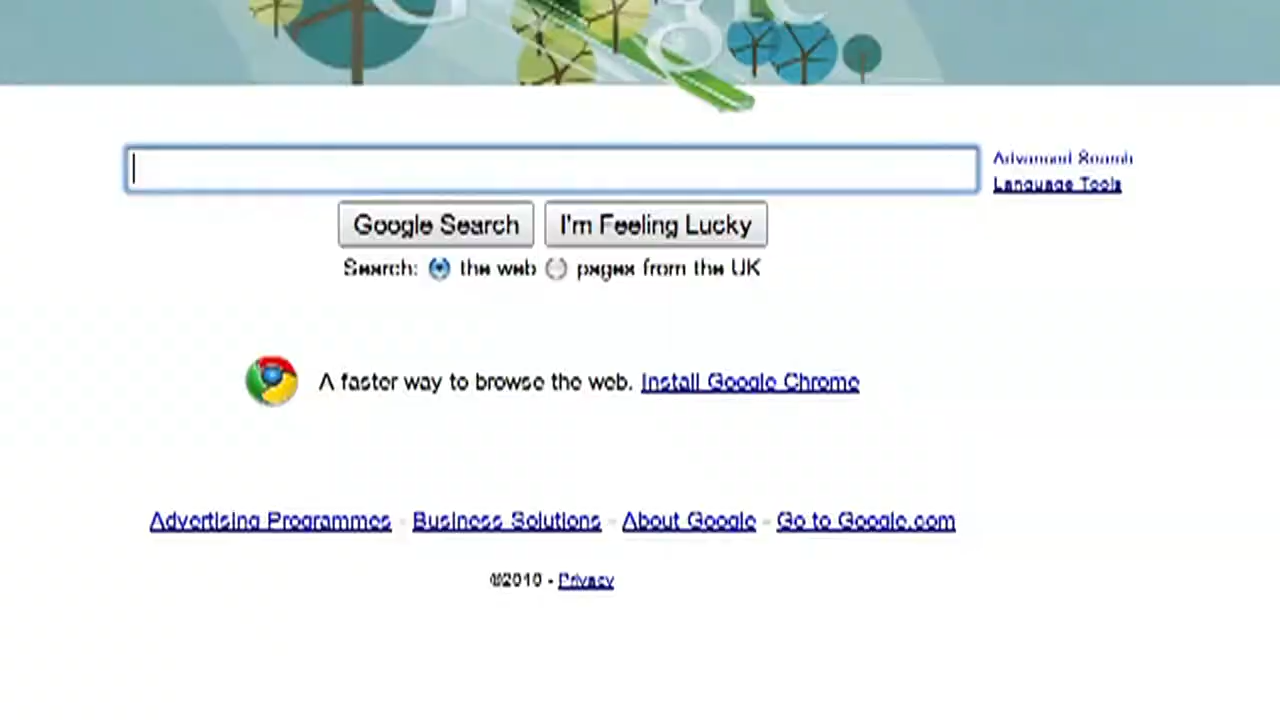 Google
Advanced Search
Language Tools
Google Search I'm Feeling Lucky
Search: the web pages from the UK
A faster way to browse the web. Install Google Chrome
Advertising Programmes - Business Solutions - About Google - Go to Google.com
©2010 - Privacy